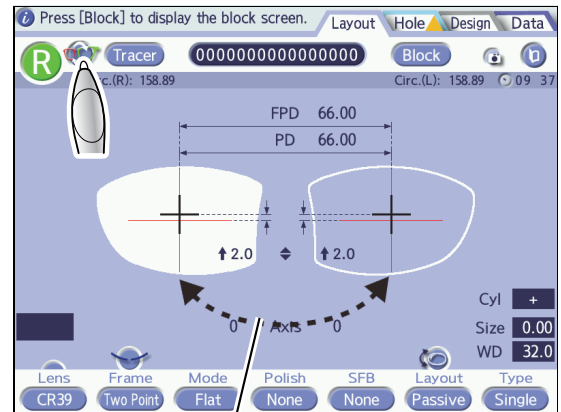 Press [Block] to display the block screen.
Layout Hole Design Data
R Tracer 0000000000000000 Block
c.(R): 158.89 Circ.(L): 158.89 09 37
FPD 66.00
PD 66.00
2.0 2.0
0 Axis 0
Cyl +
Size 0.00
WD 32.0
Lens Frame Mode Polish SFB Layout Type
CR39 Two Point Flat None None Passive Single